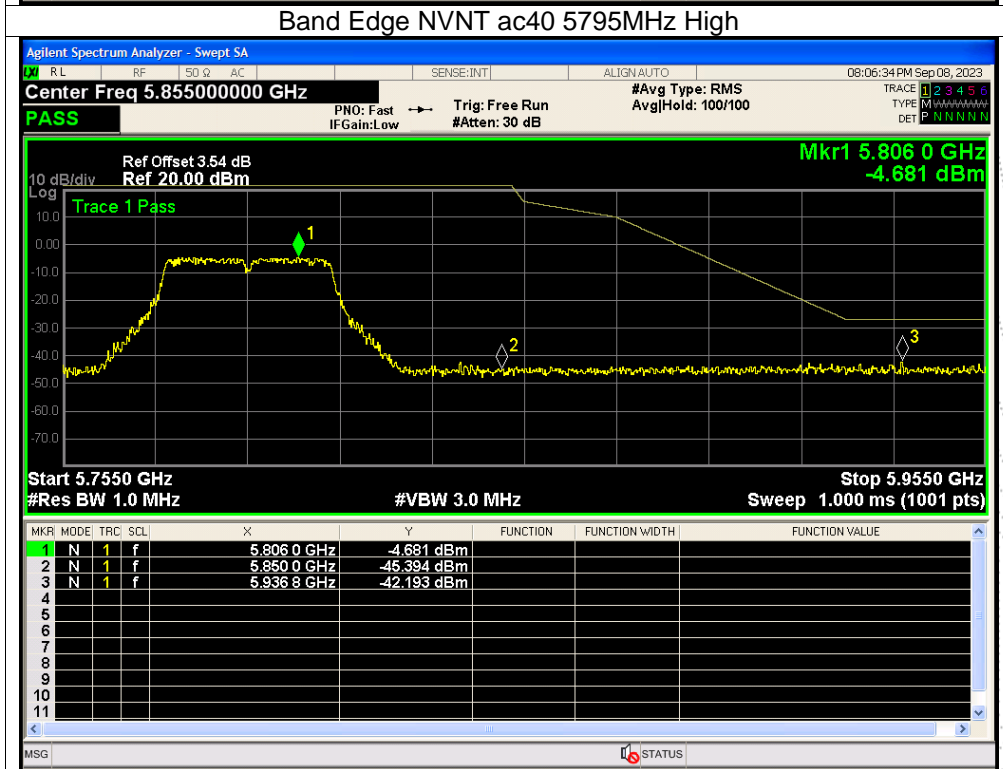 Band Edge NVNT ac40 5795MHz High
Agilent Spectrum Analyzer - Swept SA
LXI RL RF 50 Ω AC SENSE:INT ALIGN AUTO 08:06:34 PM Sep 08, 2023
Center Freq 5.855000000 GHz #Avg Type: RMS TRACE 1 2 3 4 5 6
PNO: Fast Trig: Free Run Avg|Hold: 100/100 TYPE M WWWWW
PASS IFGain:Low #Atten: 30 dB DET P N N N N N
Mkr1 5.806 0 GHz
Ref Offset 3.54 dB
10 dB/div Ref 20.00 dBm -4.681 dBm
Log
Trace 1 Pass
10.0
1
0.00
-10.0
-20.0
-30.0
2 3
-40.0
-50.0
-60.0
-70.0
Start 5.7550 GHz Stop 5.9550 GHz
#Res BW 1.0 MHz #VBW 3.0 MHz Sweep 1.000 ms (1001 pts)
MKR MODE TRC SCL X Y FUNCTION FUNCTION WIDTH FUNCTION VALUE
1 N 1 f 5.806 0 GHz -4.681 dBm
2 N 1 f 5.850 0 GHz -45.394 dBm
3 N 1 f 5.936 8 GHz -42.193 dBm
4
5
6
7
8
9
10
11
MSG STATUS